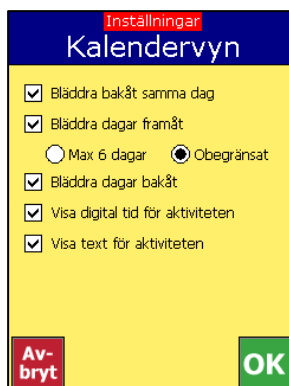 Inställningar
Kalendervyn
Bläddra bakåt samma dag
Bläddra dagar framåt
Max 6 dagar Obegränsat
Bläddra dagar bakåt
Visa digital tid för aktiviteten
Visa text för aktiviteten
Av-
bryt
OK